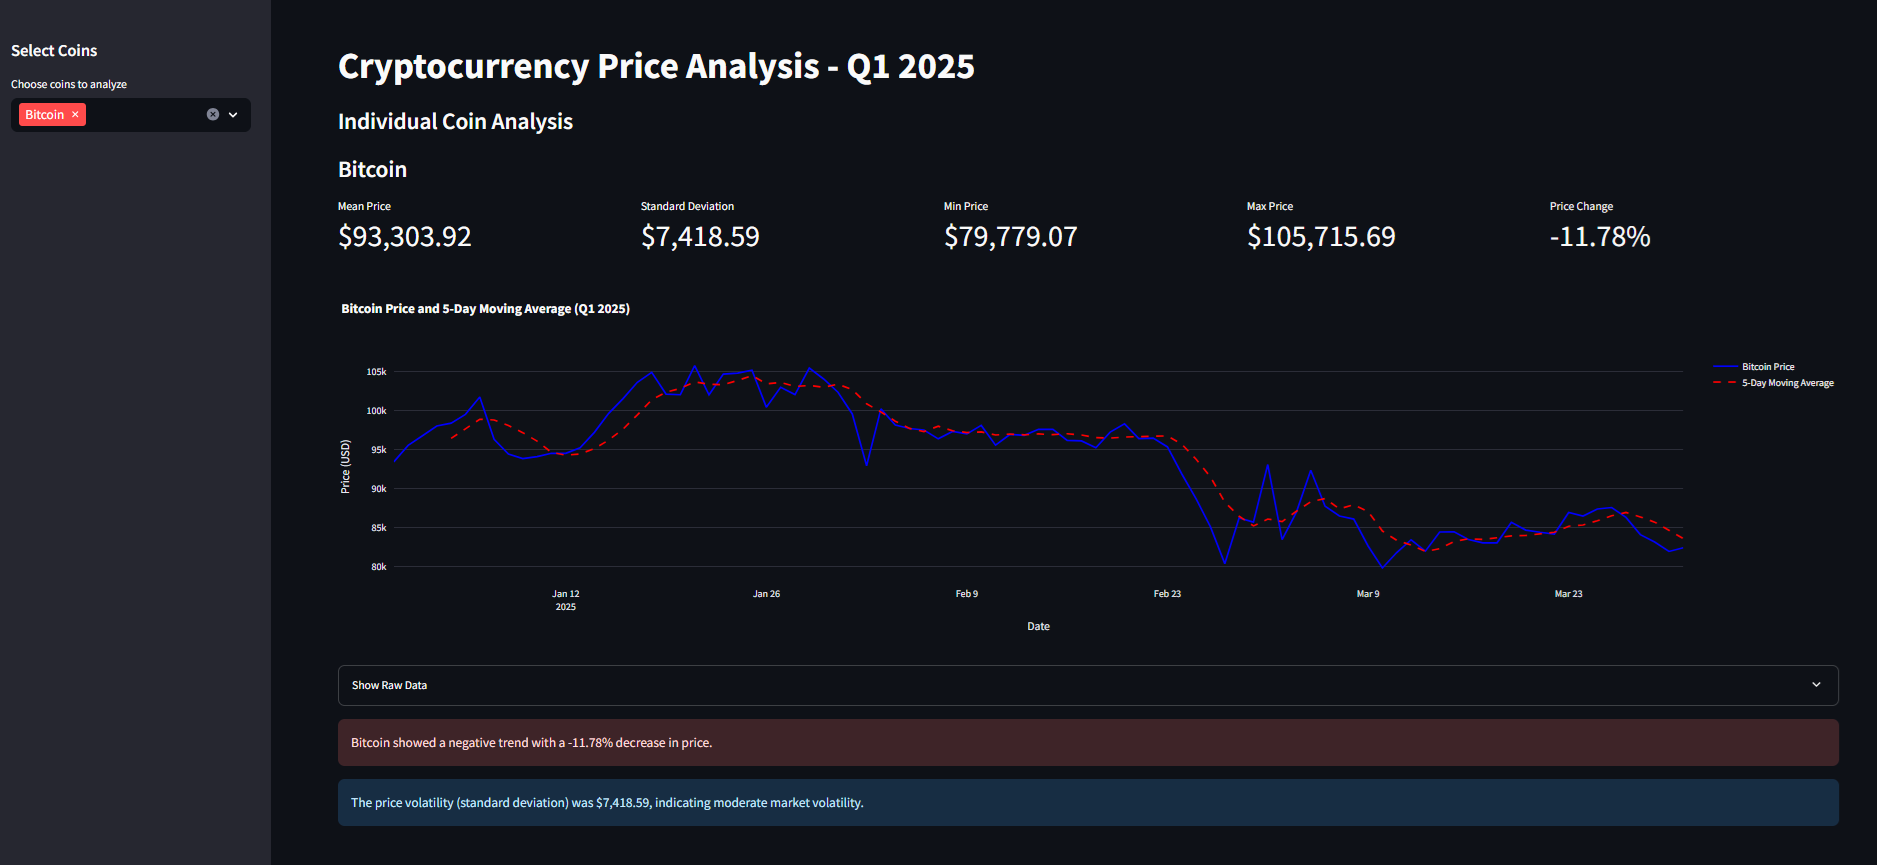 Select Coins
Choose coins to analyze
Bitcoin ×
Cryptocurrency Price Analysis - Q1 2025
Individual Coin Analysis
Bitcoin
Mean Price
$93,303.92
Standard Deviation
$7,418.59
Min Price
$79,779.07
Max Price
$105,715.69
Price Change
-11.78%
Bitcoin Price and 5-Day Moving Average (Q1 2025)
Bitcoin Price
5-Day Moving Average
Price (USD)
105k
100k
95k
90k
85k
80k
Jan 12
2025
Jan 26
Feb 9
Feb 23
Mar 9
Mar 23
Date
Show Raw Data
Bitcoin showed a negative trend with a -11.78% decrease in price.
The price volatility (standard deviation) was $7,418.59, indicating moderate market volatility.